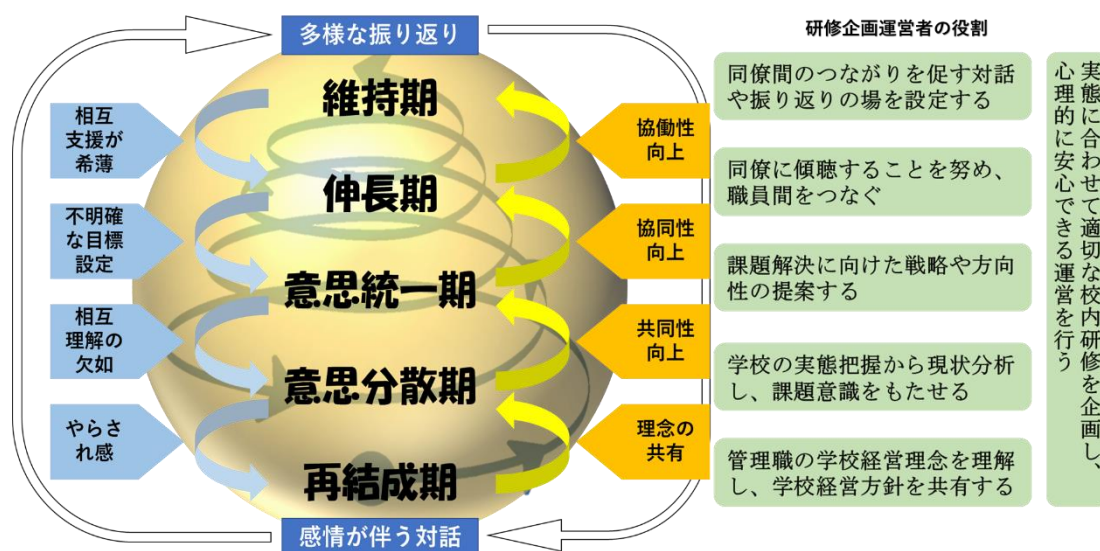 多様な振り返り
維持期
伸長期
意思統一期
意思分散期
再結成期
感情が伴う対話
相互
支援が
希薄
不明確
な目標
設定
相互
理解の
欠如
やらさ
れ感
協働性
向上
協同性
向上
共同性
向上
理念の
共有
研修企画運営者の役割
同僚間のつながりを促す対話
や振り返りの場を設定する
同僚に傾聴することを努め、
職員間をつなぐ
課題解決に向けた戦略や方向
性の提案する
学校の実態把握から現状分析
し、課題意識をもたせる
管理職の学校経営理念を理解
し、学校経営方針を共有する
実態に合わせて適切な校内研修を企画し、
心理的に安心できる運営を行う